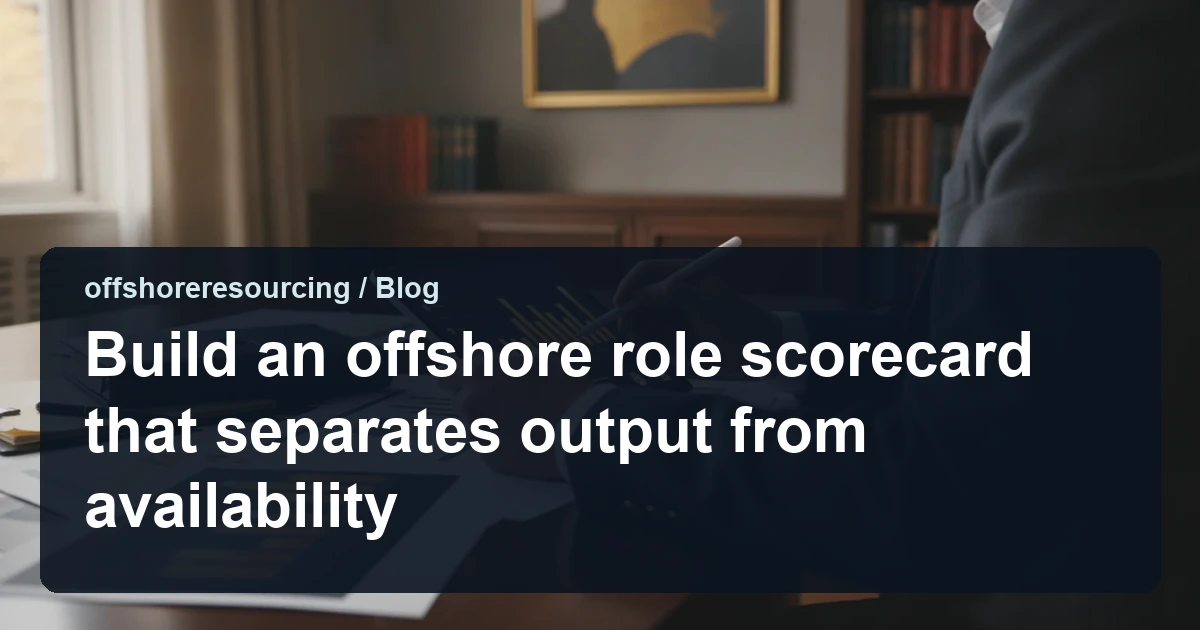 offshoreresourcing / Blog
Build an offshore role scorecard
that separates output from
availability